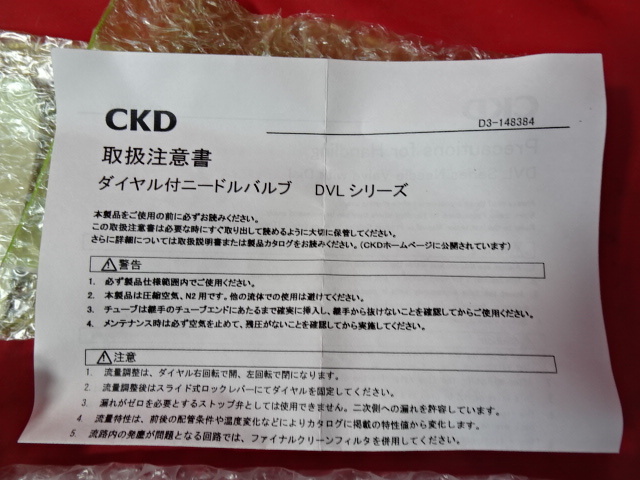 CKD
D3-148384
取扱注意書
ダイヤル付ニードルバルブ DVL シリーズ
本製品をご使用の前に必ずお読みください。
この取扱注意書は必要な時にすぐ取り出して読めるように大切に保管してください。
さらに詳細については取扱説明書または製品カタログをお読みください。(CKDホームページに公開されています)
警告
1. 必ず製品仕様範囲内でご使用ください。
2. 本製品は圧縮空気、N2 用です。他の流体での使用は避けてください。
3. チューブは継手のチューブエンドにあたるまで確実に挿入し、継手から抜けないことを確認してからご使用ください。
4. メンテナンス時は必ず空気を止めて、残圧がないことを確認してから実施してください。
注意
1. 流量調整は、ダイヤル右回転で開、左回転で閉になります。
2. 流量調整後はスライド式ロックレバーにてダイヤルを固定してください。
3. 漏れがゼロを必要とするストップ弁としては使用できません。二次側への漏れを許容しています。
4. 流量特性は、前後の配管条件や温度変化などによりカタログに掲載の特性値から変化します。
5. 流路内の発塵が問題となる回路では、ファイナルクリーンフィルタを併用してください。